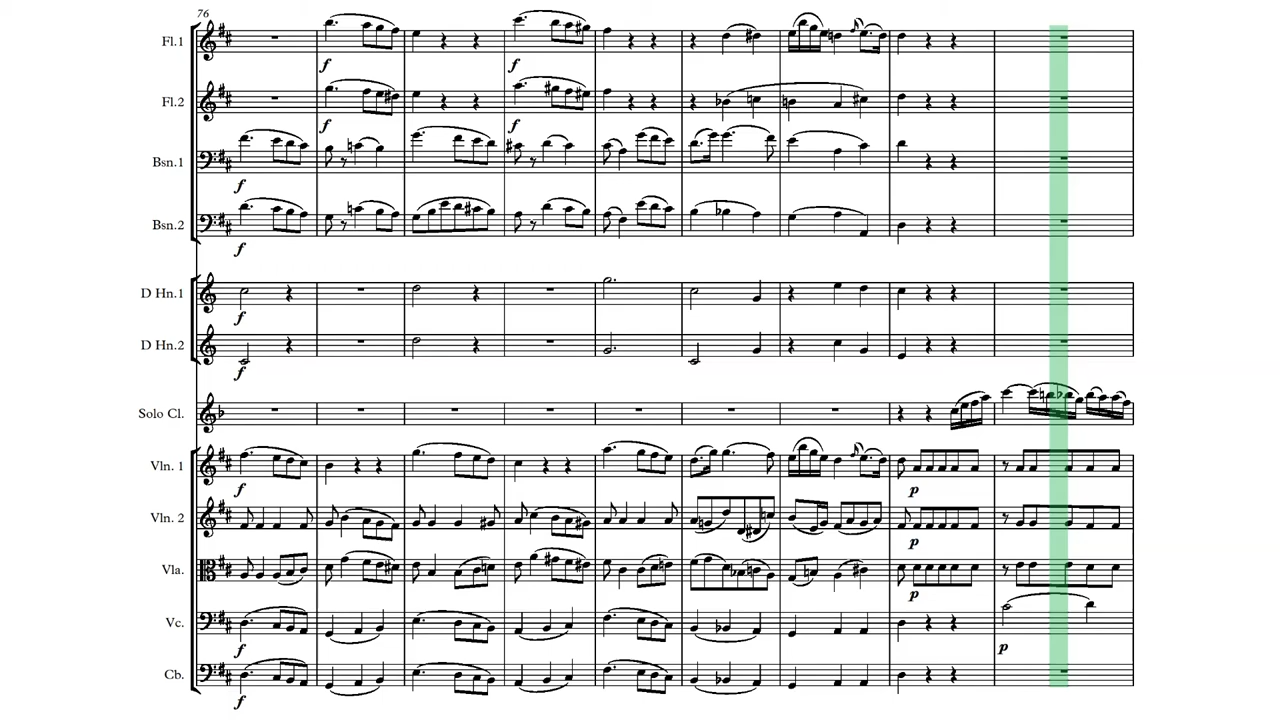 76
Fl.1
f f
Fl.2
f f
Bsn.1
f
Bsn.2
f
D Hn.1
f
D Hn.2
f
Solo Cl.
Vln. 1
f p
Vln. 2
p
Vla.
p
Vc.
f p
Cb.
f